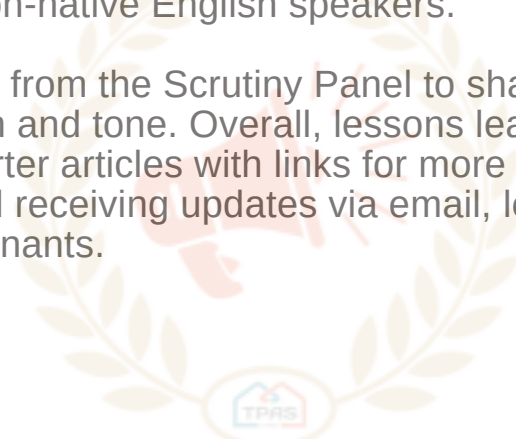 n-native English speakers.
from the Scrutiny Panel to sha
n and tone. Overall, lessons lea
rter articles with links for more
receiving updates via email, l
nants.
TPAS